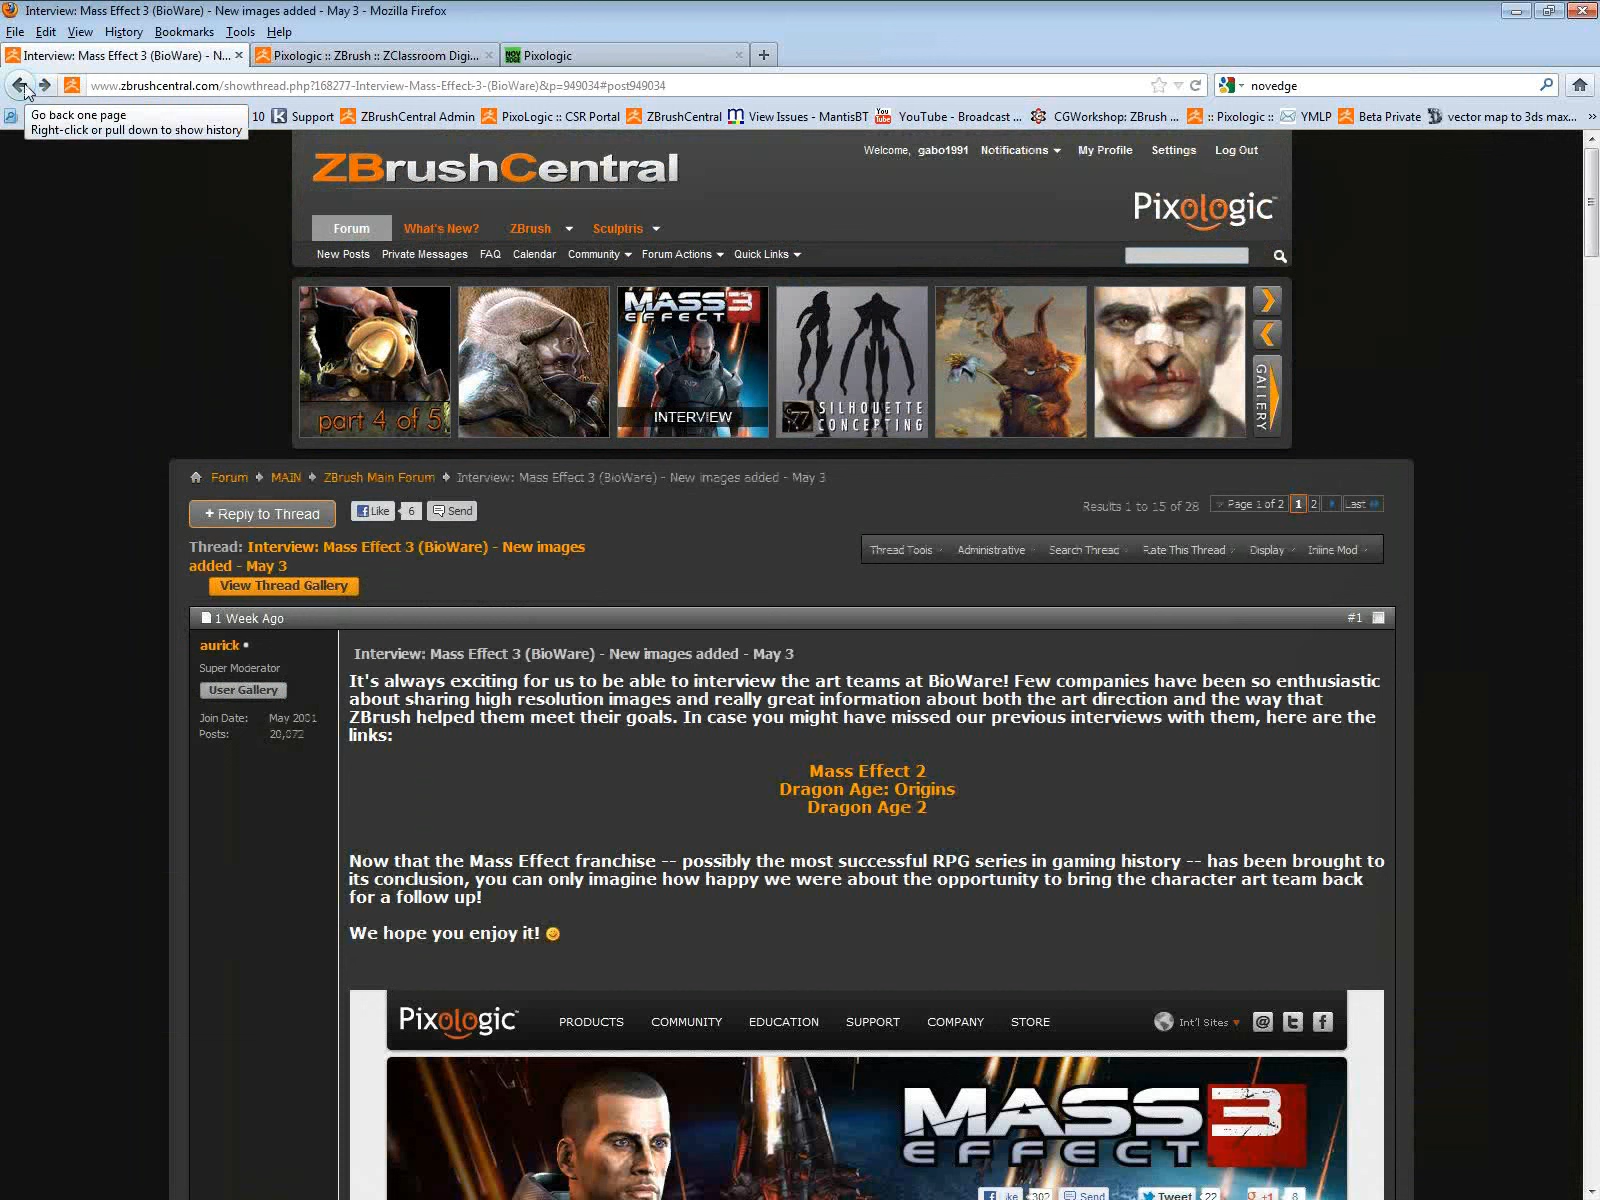 Interview: Mass Effect 3 (BioWare) - New images added - May 3 - Mozilla Firefox
File Edit View History Bookmarks Tools Help
Interview: Mass Effect 3 (BioWare) - N... Pixologic :: ZBrush :: ZClassroom Digi... Pixologic
www.zbrushcentral.com/showthread.php?168277-Interview-Mass-Effect-3-(BioWare)&p=949034#post949034 novedge
Go back one page
Right-click or pull down to show history
10 Support ZBrushCentral Admin PixoLogic :: CSR Portal ZBrushCentral View Issues - MantisBT YouTube - Broadcast ... CGWorkshop: ZBrush ... :: Pixologic :: YMLP Beta Private vector map to 3ds max... »
Welcome, gabo1991 Notifications My Profile Settings Log Out
ZBrushCentral
Pixologic
Forum What's New? ZBrush Sculptris
New Posts Private Messages FAQ Calendar Community Forum Actions Quick Links
part 4 of 5
MASS EFFECT 3
N7
INTERVIEW
77 SILHOUETTE
CONCEPTING
GALLERY
Forum MAIN ZBrush Main Forum Interview: Mass Effect 3 (BioWare) - New images added - May 3
+ Reply to Thread Like 6 Send
Results 1 to 15 of 28 Page 1 of 2 1 2 Last
Thread: Interview: Mass Effect 3 (BioWare) - New images
added - May 3
Thread Tools Administrative Search Thread Rate This Thread Display Inline Mod
View Thread Gallery
1 Week Ago #1
aurick
Super Moderator
User Gallery
Join Date: May 2001
Posts: 20,072
Interview: Mass Effect 3 (BioWare) - New images added - May 3
It's always exciting for us to be able to interview the art teams at BioWare! Few companies have been so enthusiastic
about sharing high resolution images and really great information about both the art direction and the way that
ZBrush helped them meet their goals. In case you might have missed our previous interviews with them, here are the
links:
Mass Effect 2
Dragon Age: Origins
Dragon Age 2
Now that the Mass Effect franchise -- possibly the most successful RPG series in gaming history -- has been brought to
its conclusion, you can only imagine how happy we were about the opportunity to bring the character art team back
for a follow up!
We hope you enjoy it!
Pixologic PRODUCTS COMMUNITY EDUCATION SUPPORT COMPANY STORE Int'l Sites @ t f
MASS EFFECT 3
Like 302 Send Tweet 22 +1 8